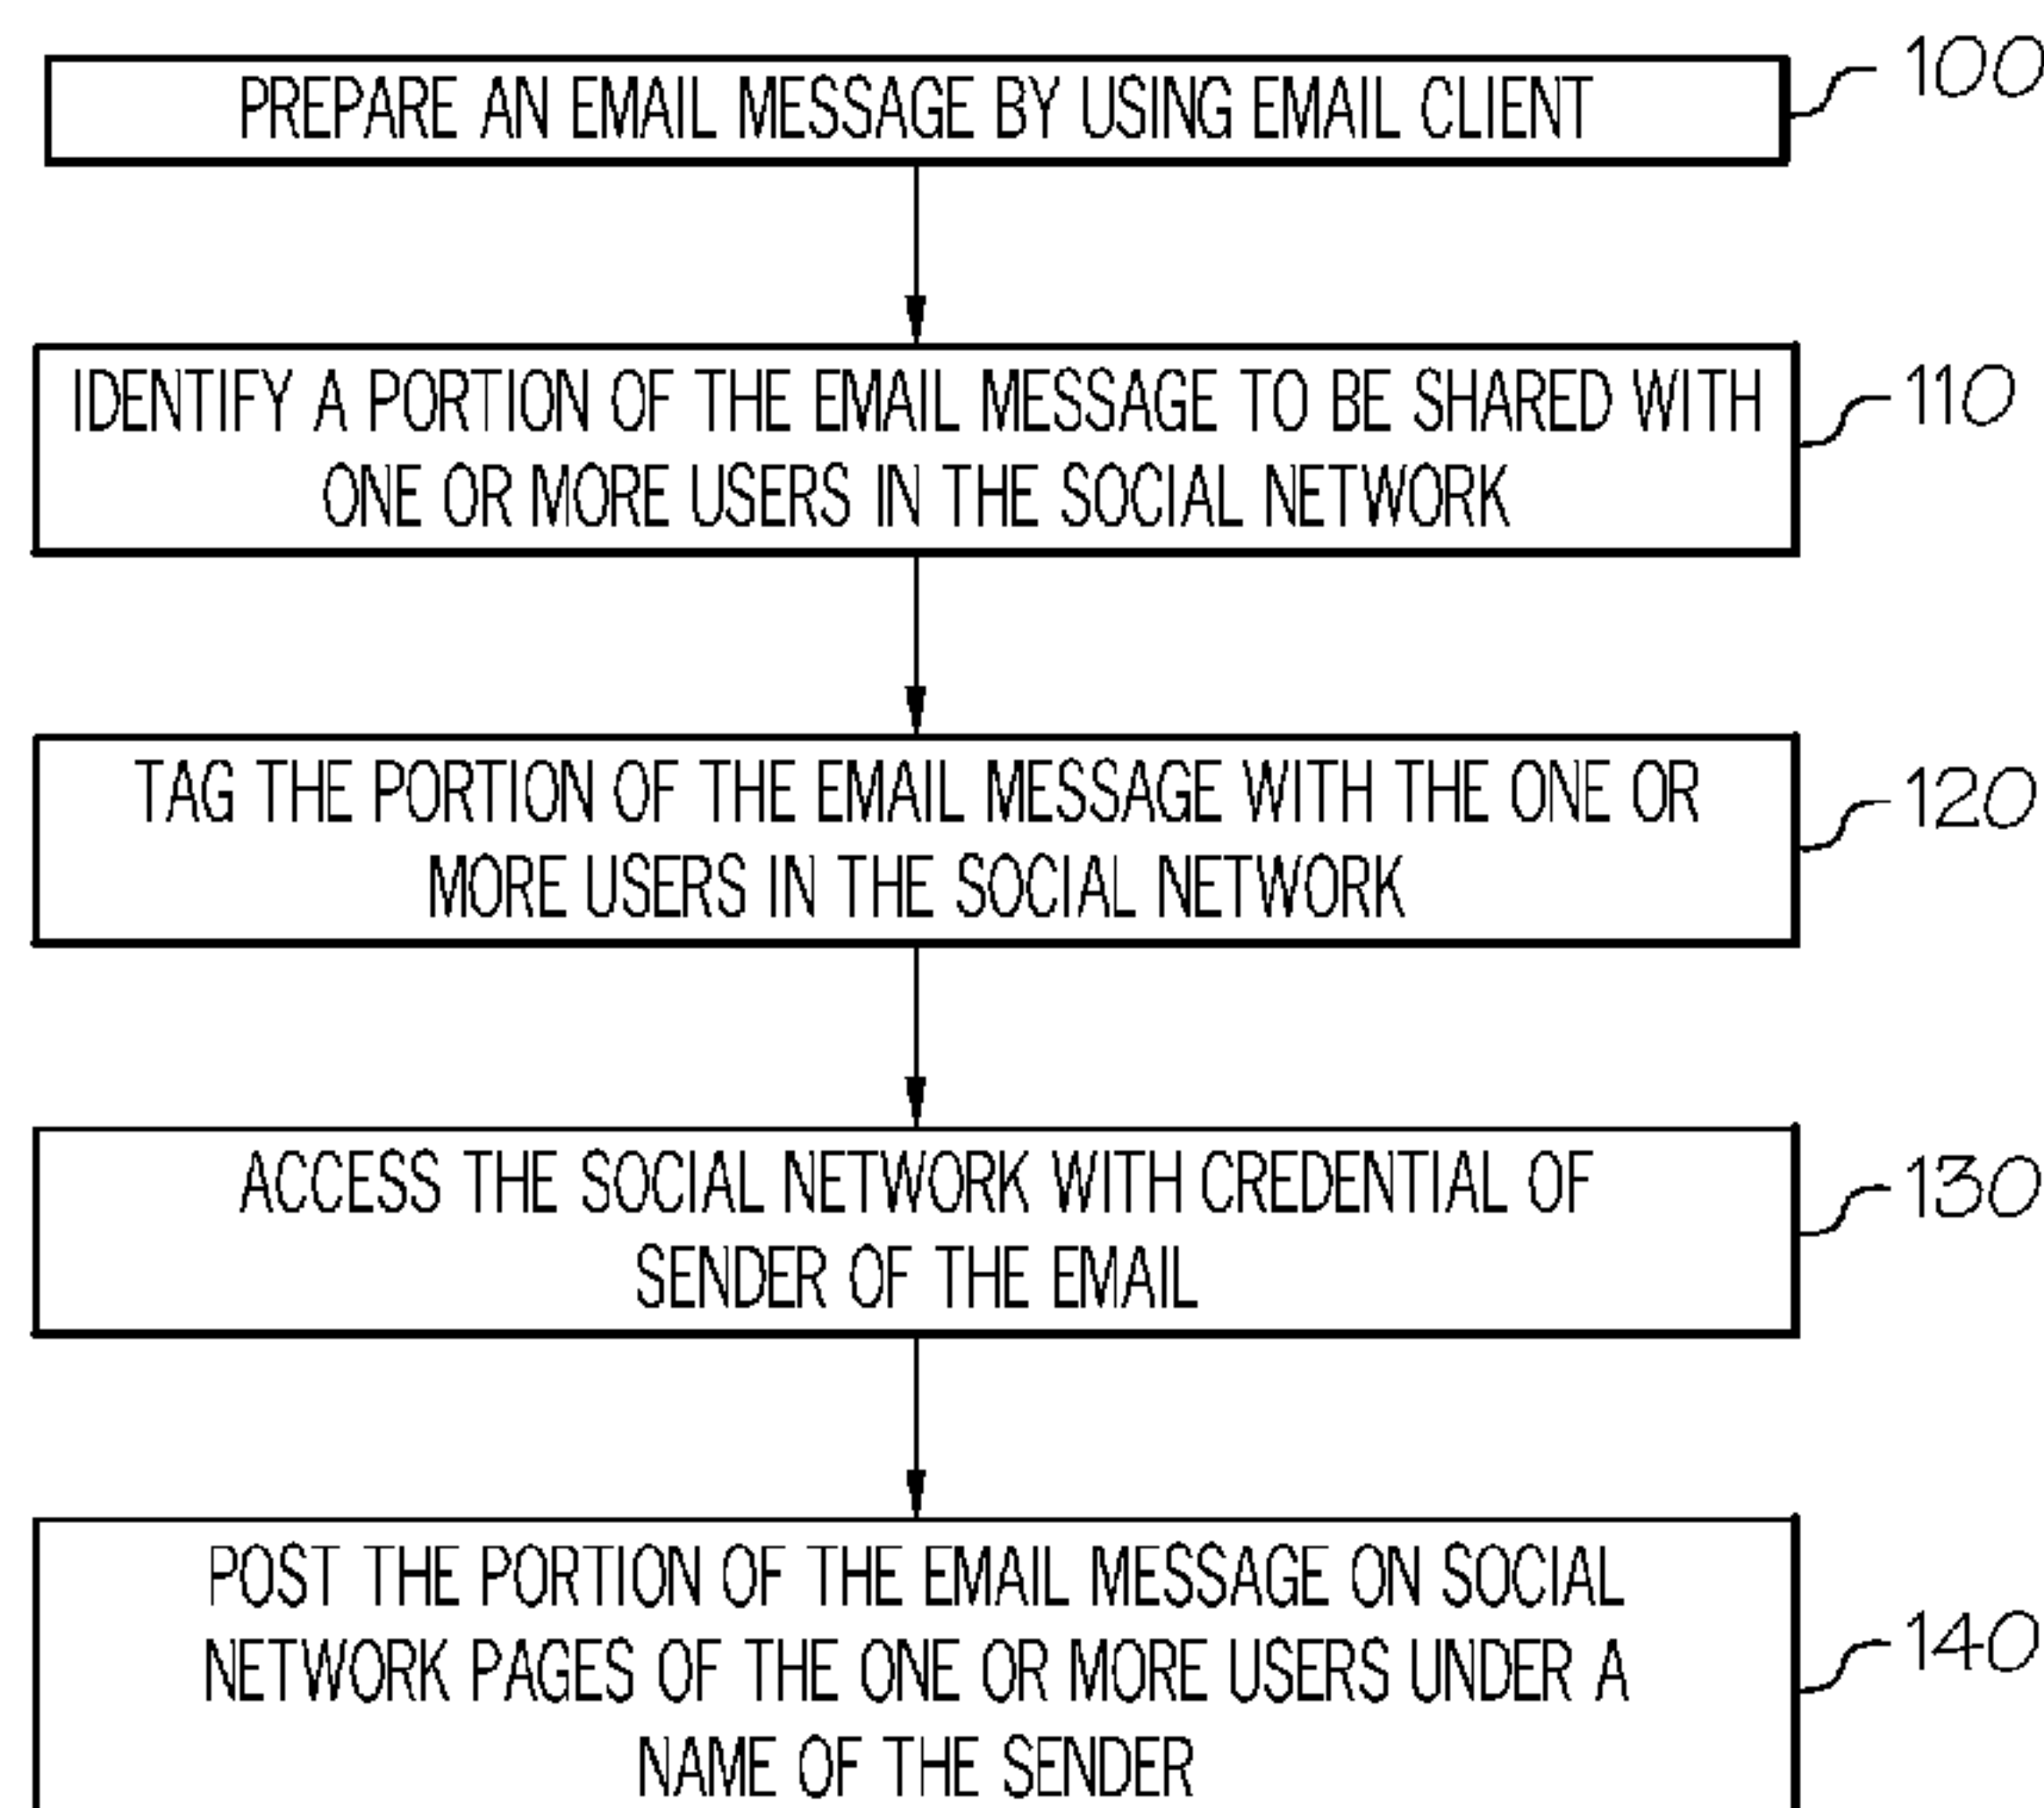 PREPARE AN EMAIL MESSAGE BY USING EMAIL CLIENT
100
IDENTIFY A PORTION OF THE EMAIL MESSAGE TO BE SHARED WITH
ONE OR MORE USERS IN THE SOCIAL NETWORK
110
TAG THE PORTION OF THE EMAIL MESSAGE WITH THE ONE OR
MORE USERS IN THE SOCIAL NETWORK
120
ACCESS THE SOCIAL NETWORK WITH CREDENTIAL OF
SENDER OF THE EMAIL
130
POST THE PORTION OF THE EMAIL MESSAGE ON SOCIAL
NETWORK PAGES OF THE ONE OR MORE USERS UNDER A
NAME OF THE SENDER
140